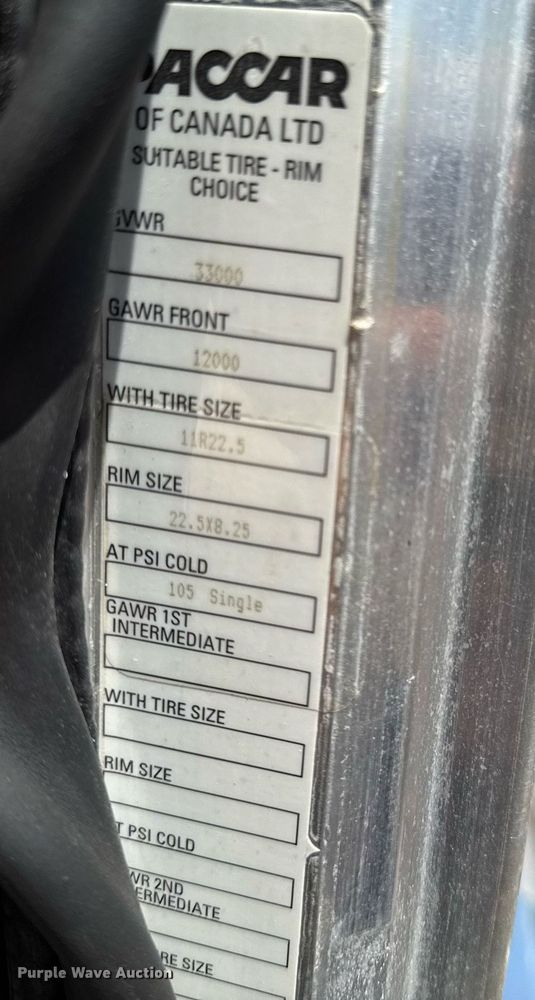 PACCAR
OF CANADA LTD
SUITABLE TIRE - RIM
CHOICE
GVWR
33000
GAWR FRONT
12000
WITH TIRE SIZE
11R22.5
RIM SIZE
22.5X8.25
AT PSI COLD
105 Single
GAWR 1ST
INTERMEDIATE
WITH TIRE SIZE
RIM SIZE
T PSI COLD
WR 2ND
ERMEDIATE
RE SIZE
Purple Wave Auction